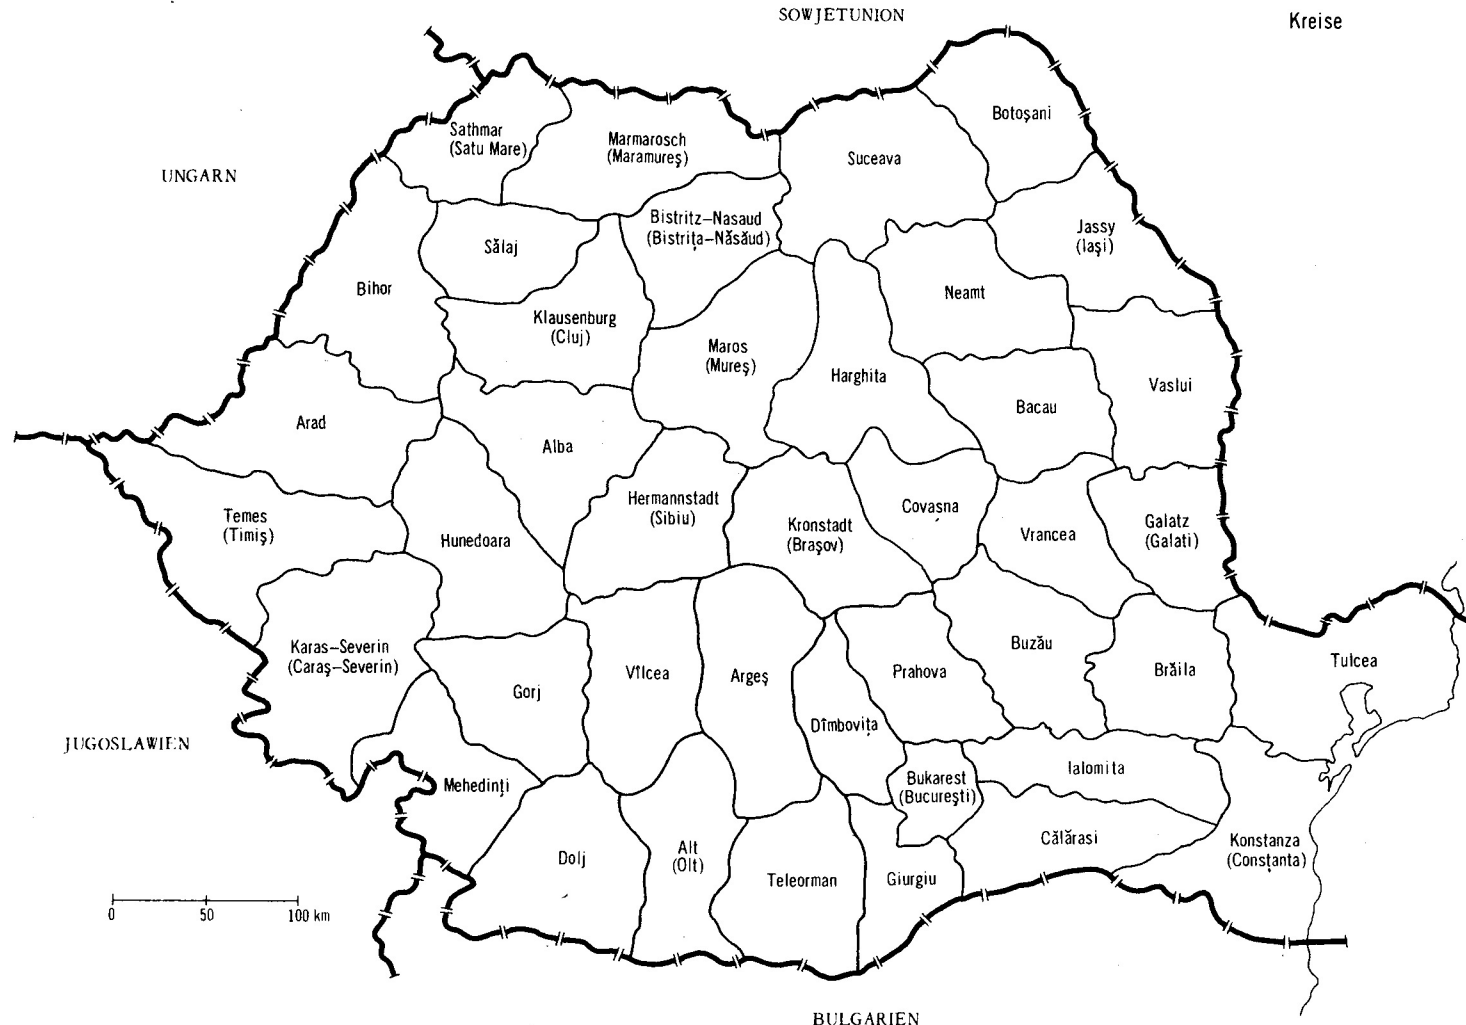 SOWJETUNION
Kreise
Botoşani
Sathmar
(Satu Mare)
Marmarosch
(Maramureş)
Suceava
UNGARN
Bistritz–Nasaud
(Bistriţa–Năsăud)
Jassy
(Iaşi)
Sălaj
Bihor
Neamt
Klausenburg
(Cluj)
Maros
(Mureş)
Harghita
Vaslui
Bacau
Arad
Alba
Hermannstadt
(Sibiu)
Covasna
Temes
(Timiş)
Kronstadt
(Braşov)
Galatz
(Galati)
Hunedoara
Vrancea
Karas–Severin
(Caraş–Severin)
Buzău
Tulcea
Vîlcea
Argeş
Prahova
Brăila
Gorj
Dîmboviţa
JUGOSLAWIEN
Ialomita
Mehedinţi
Bukarest
(Bucureşti)
Konstanza
(Constanţa)
Călărasi
Alt
(Olt)
Dolj
Teleorman
Giurgiu
0 50 100 km
BULGARIEN